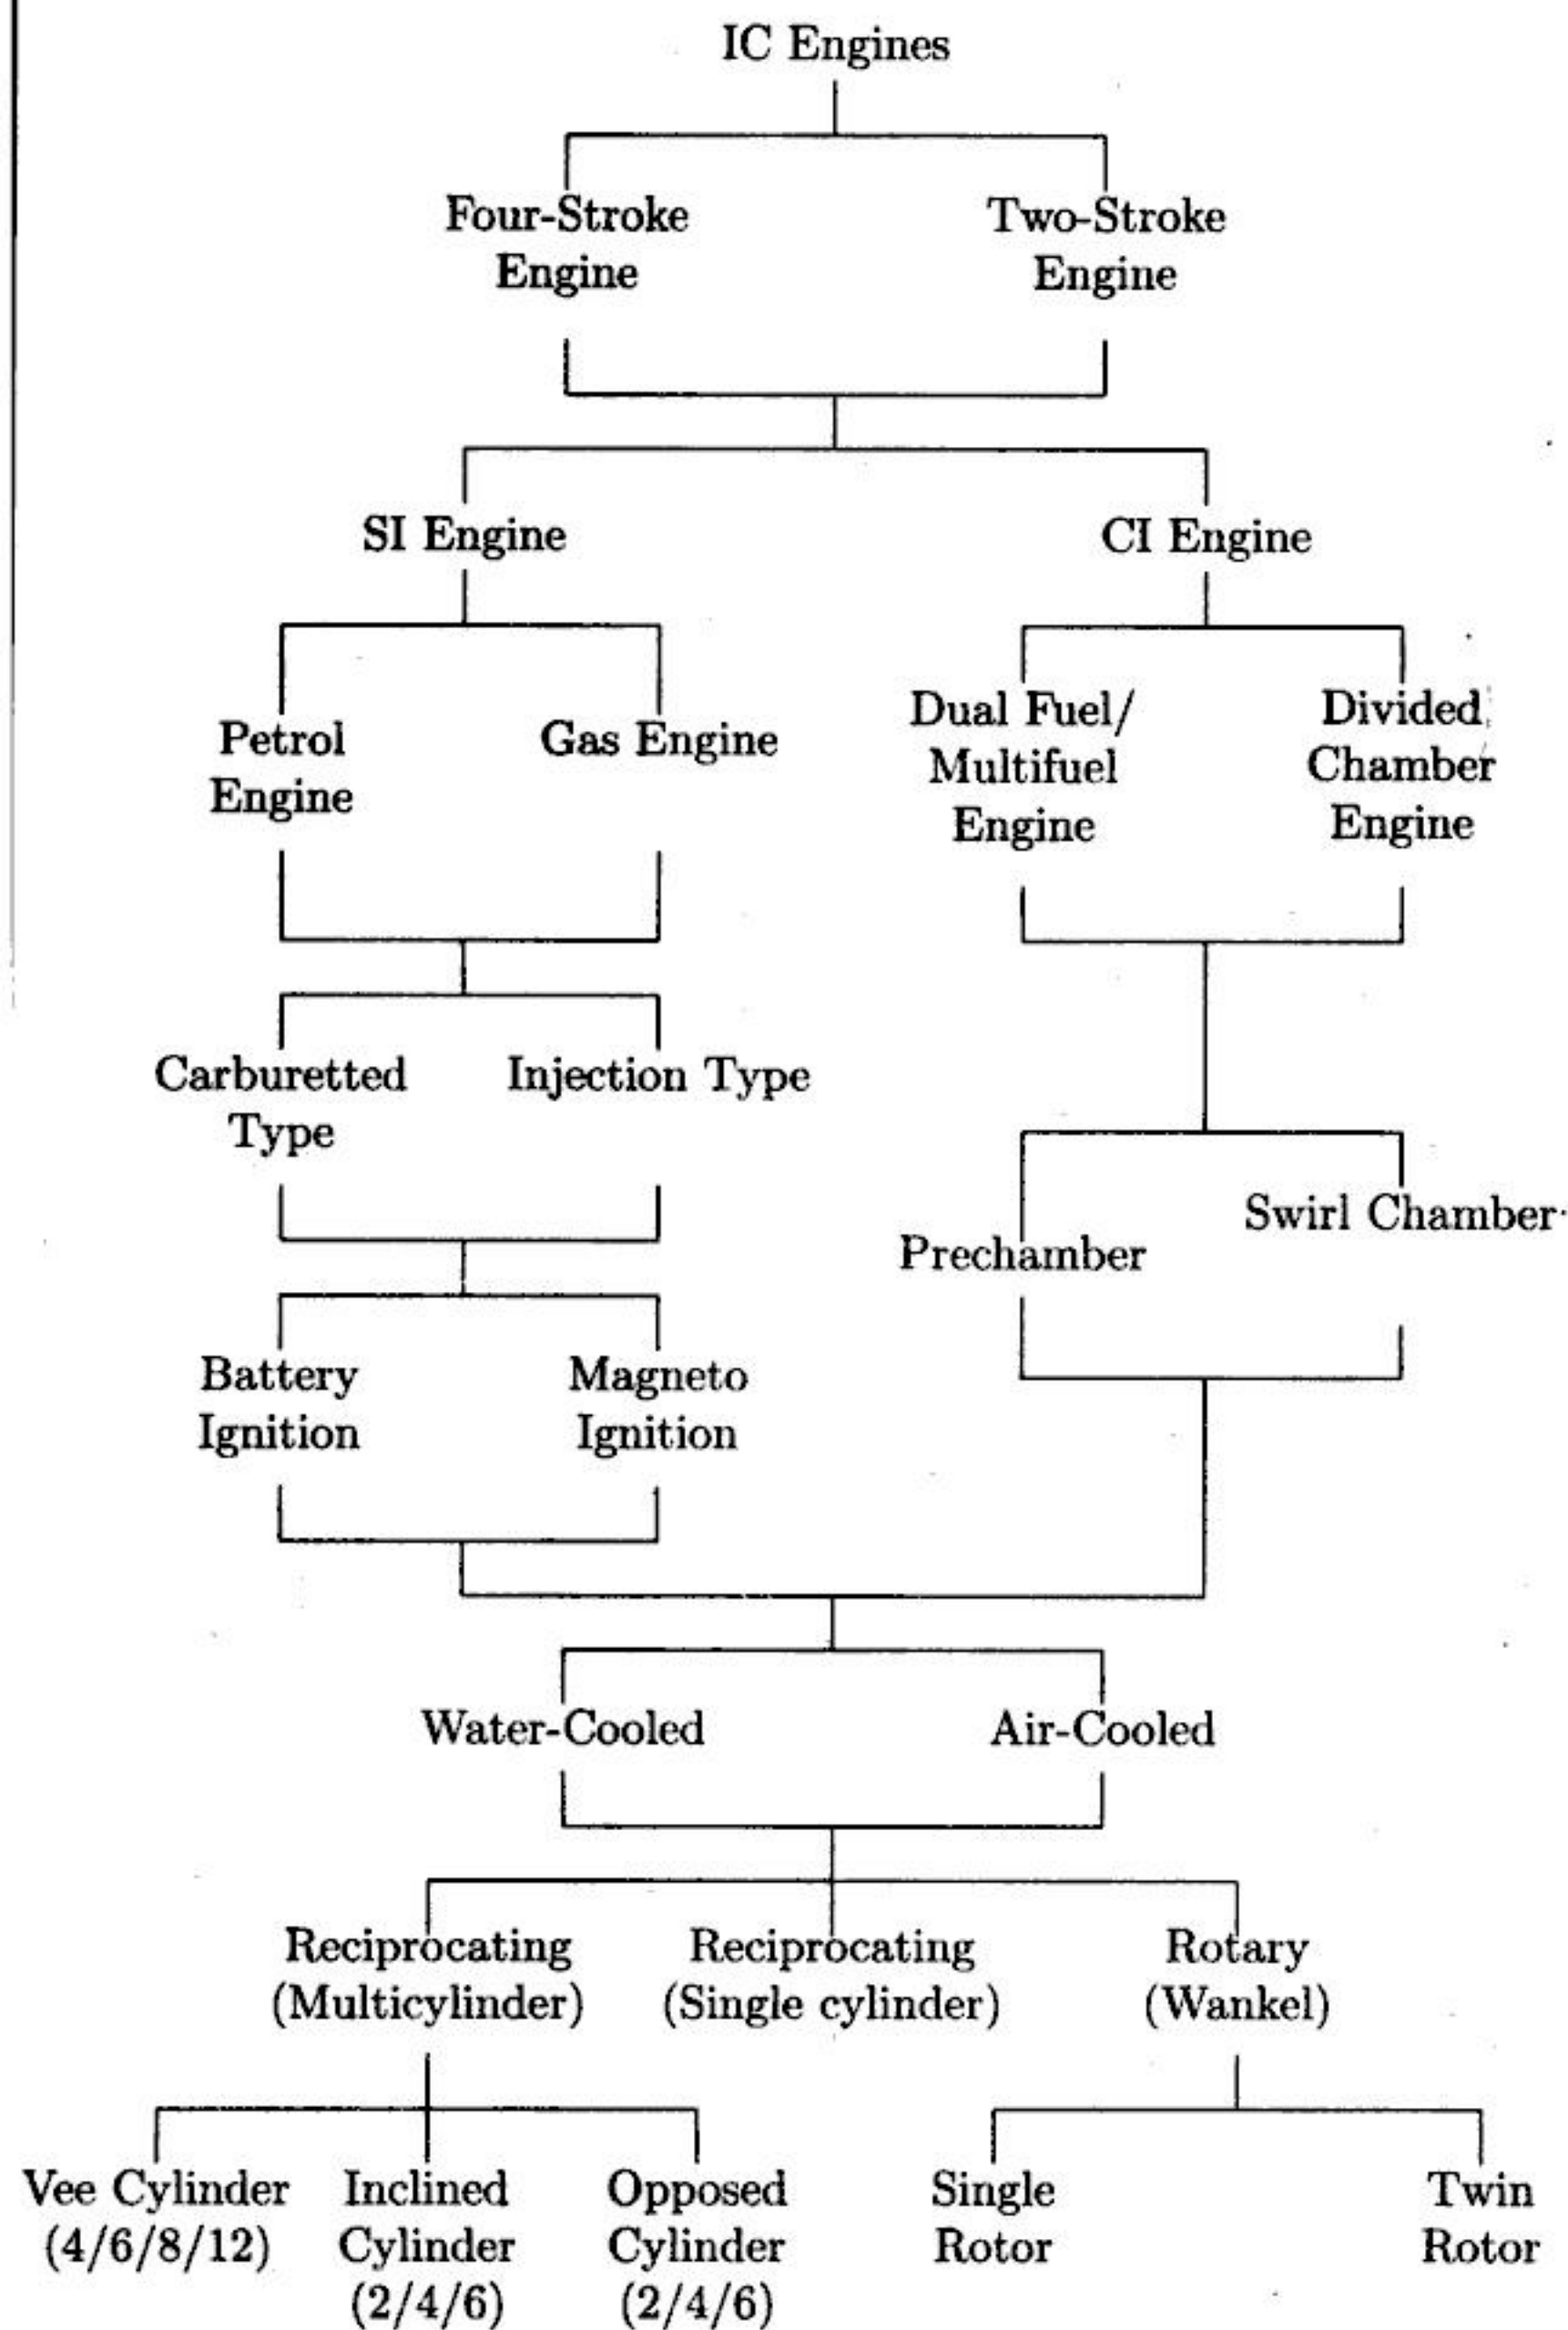 IC Engines
Four-Stroke
Engine
Two-Stroke
Engine
SI Engine
CI Engine
Petrol
Engine
Gas Engine
Dual Fuel/
Multifuel
Engine
Divided
Chamber
Engine
Carburetted
Type
Injection Type
Prechamber
Swirl Chamber
Battery
Ignition
Magneto
Ignition
Water-Cooled
Air-Cooled
Reciprocating
(Multicylinder)
Reciprocating
(Single cylinder)
Rotary
(Wankel)
Vee Cylinder
(4/6/8/12)
Inclined
Cylinder
(2/4/6)
Opposed
Cylinder
(2/4/6)
Single
Rotor
Twin
Rotor